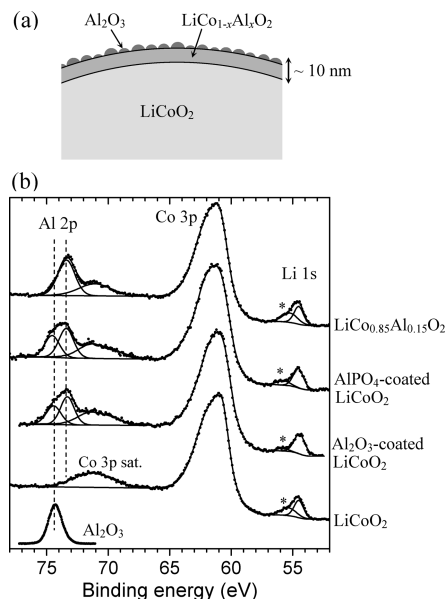 (a)
Al₂O₃
LiCo₁₋ₓAlₓO₂
~ 10 nm
LiCoO₂
(b)
Al 2p
Co 3p
Li 1s
*
LiCo₀.₈₅Al₀.₁₅O₂
*
AlPO₄-coated
LiCoO₂
*
Al₂O₃-coated
LiCoO₂
Co 3p sat.
*
LiCoO₂
Al₂O₃
75 70 65 60 55
Binding energy (eV)